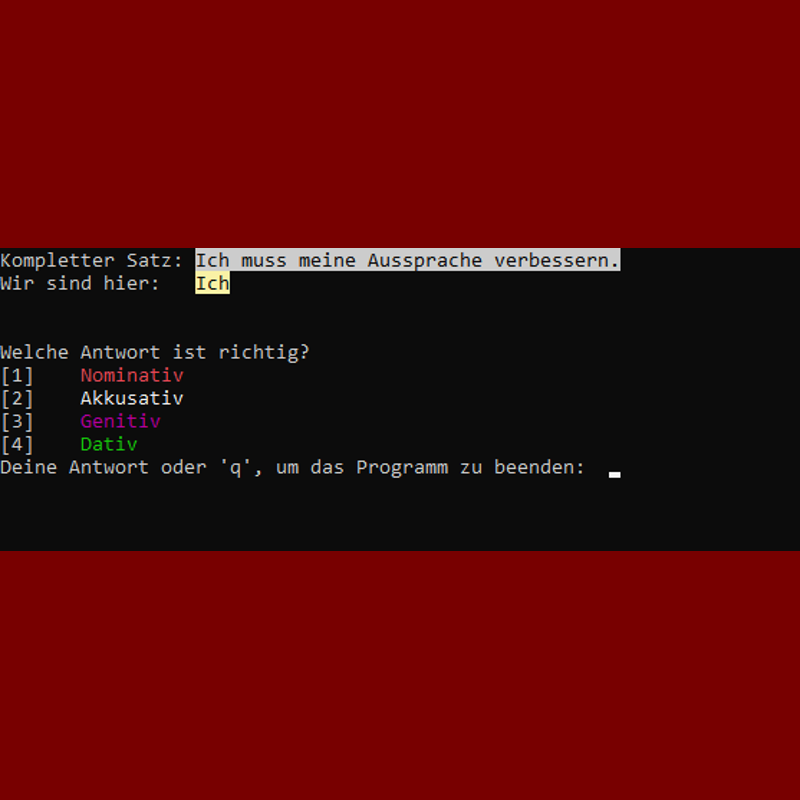 Kompletter Satz: Ich muss meine Aussprache verbessern.
Wir sind hier: Ich
Welche Antwort ist richtig?
[1] Nominativ
[2] Akkusativ
[3] Genitiv
[4] Dativ
Deine Antwort oder 'q', um das Programm zu beenden: